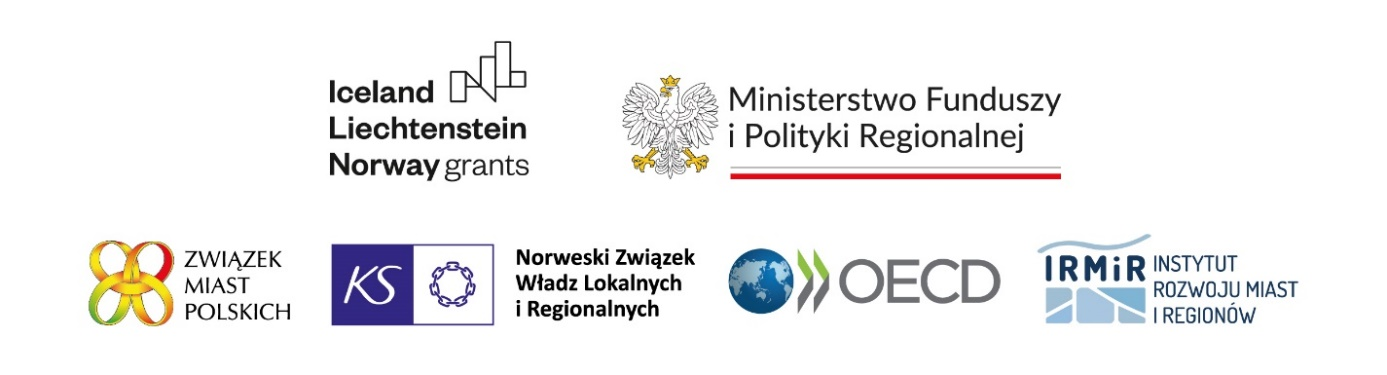 Iceland
Liechtenstein
Norway grants
Ministerstwo Funduszy
i Polityki Regionalnej
ZWIĄZEK
MIAST
POLSKICH
KS
Norweski Związek
Władz Lokalnych
i Regionalnych
OECD
IRMiR
INSTYTUT
ROZWOJU MIAST
I REGIONÓW